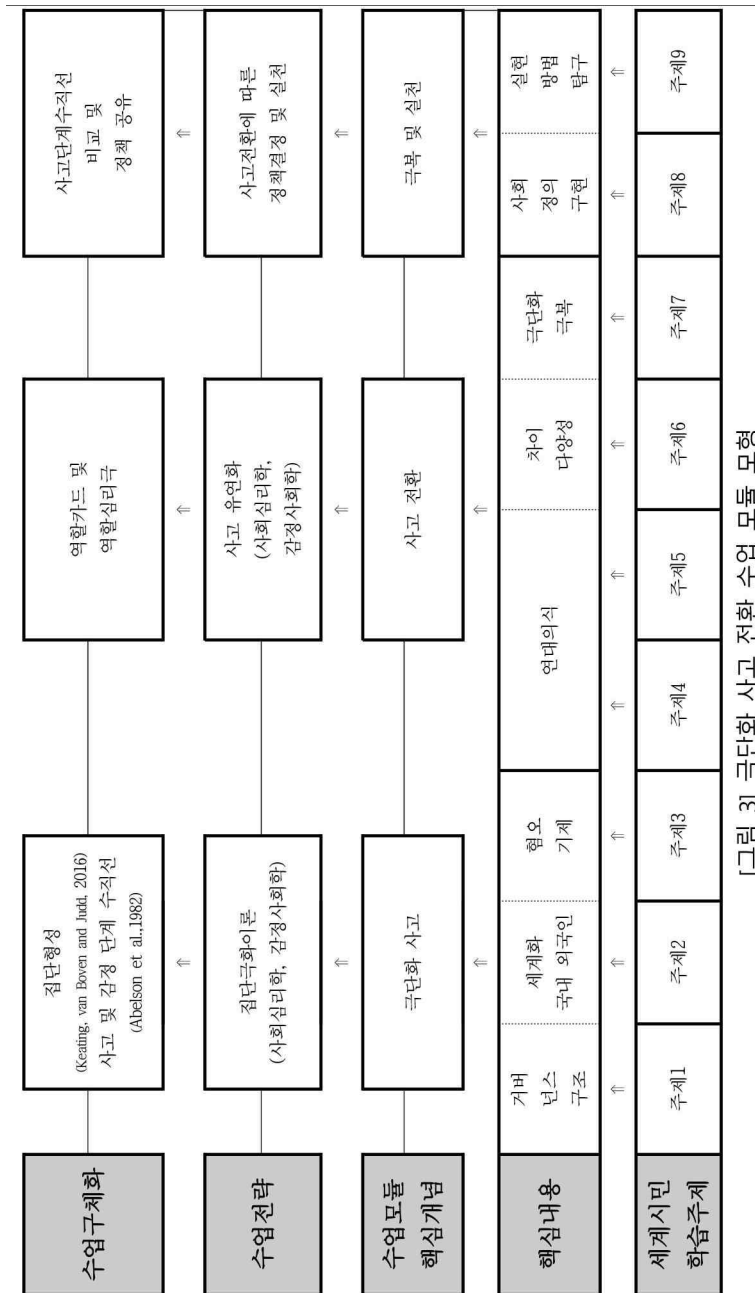 수업구체화
집단형성
(Keating, van Boven and Judd, 2016)
사고 및 감정 단계 수직선
(Abelson et al.,1982)
역할카드 및
역할심리극
사고단계수직선
비교 및
정책 공유
⇑
⇑
⇑
수업전략
집단극화이론
(사회심리학, 감정사회학)
사고 유연화
(사회심리학,
감정사회학)
사고전환에 따른
정책결정 및 실천
⇑
⇑
⇑
수업모듈
핵심개념
극단화 사고
사고 전환
극복 및 실천
⇑
⇑
⇑
핵심내용
거버
넌스
구조
세계화
국내 외국인
혐오
기제
연대의식
차이
다양성
극단화
극복
사회
정의
구현
실현
방법
탐구
⇑
⇑
⇑
⇑
⇑
⇑
⇑
⇑
⇑
세계시민
학습주제
주제1
주제2
주제3
주제4
주제5
주제6
주제7
주제8
주제9
[그림 3] 극단화 사고 전환 수업 모듈 모형